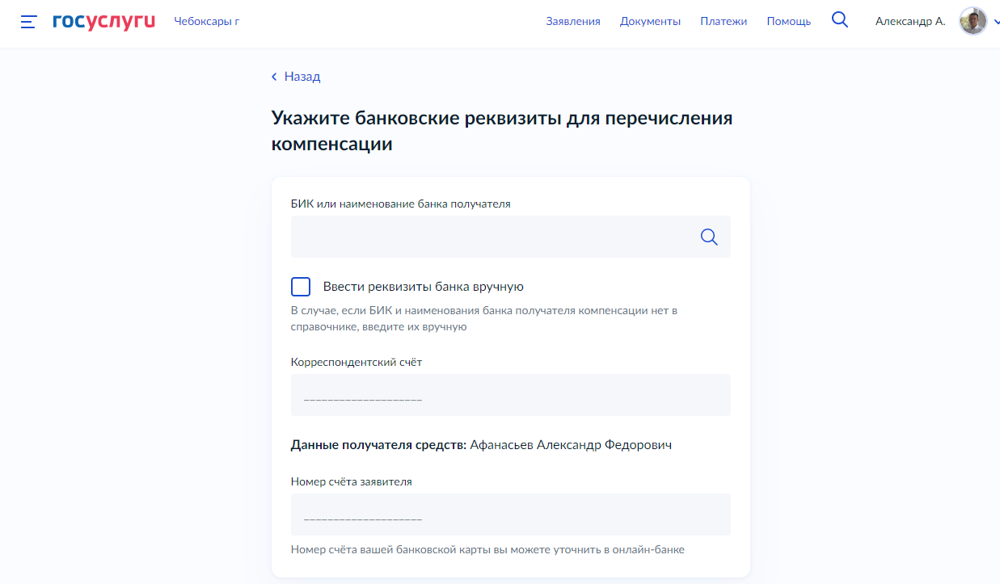 госуслуги Чебоксары г Заявления Документы Платежи Помощь Александр А.
Назад
Укажите банковские реквизиты для перечисления
компенсации
БИК или наименование банка получателя
Ввести реквизиты банка вручную
В случае, если БИК и наименования банка получателя компенсации нет в
справочнике, введите их вручную
Корреспондентский счёт
____________________
Данные получателя средств: Афанасьев Александр Федорович
Номер счёта заявителя
____________________
Номер счёта вашей банковской карты вы можете уточнить в онлайн-банке